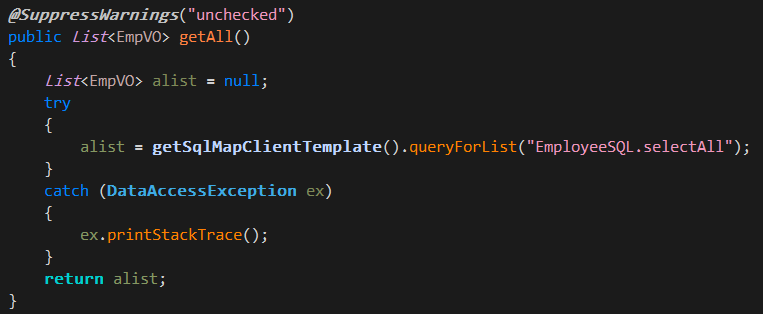 @SuppressWarnings("unchecked")
public List<EmpVO> getAll()
{
    List<EmpVO> alist = null;
    try
    {
        alist = getSqlMapClientTemplate().queryForList("EmployeeSQL.selectAll");
    }
    catch (DataAccessException ex)
    {
        ex.printStackTrace();
    }
    return alist;
}